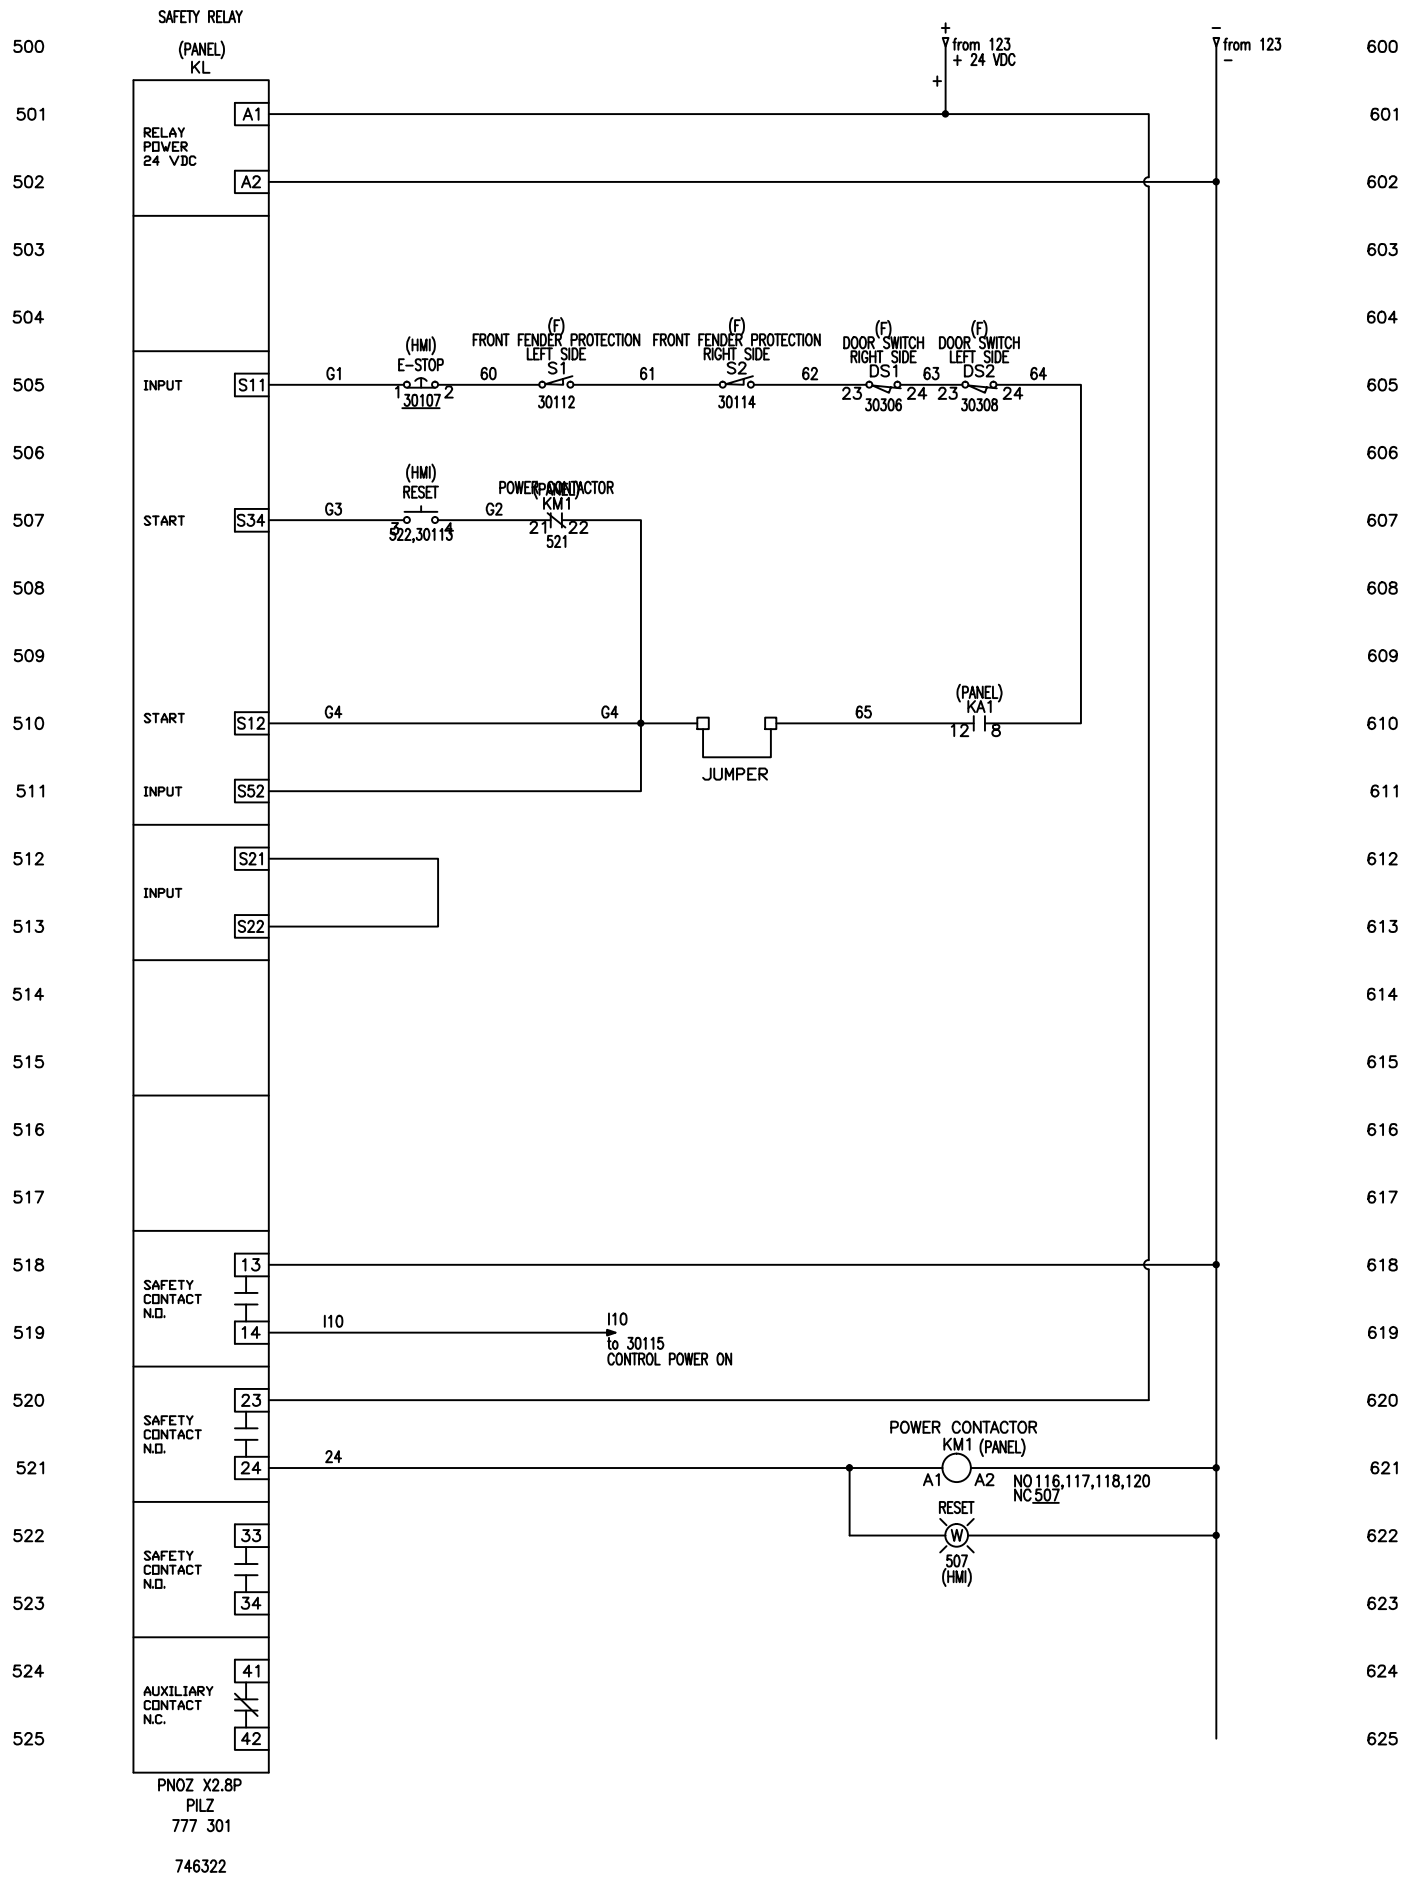 SAFETY RELAY
500
(PANEL)
KL
+
from 123
+ 24 VDC
+
-
from 123
-
600
501
A1
601
RELAY
POWER
24 VDC
502
A2
602
503
603
504
604
(HMI)
E-STOP
(F)
FRONT FENDER PROTECTION
LEFT SIDE
S1
(F)
FRONT FENDER PROTECTION
RIGHT SIDE
S2
(F)
DOOR SWITCH
RIGHT SIDE
DS1
(F)
DOOR SWITCH
LEFT SIDE
DS2
505
INPUT
S11
G1
1
2
30107
60
30112
61
30114
62
23
24
30306
63
23
24
30308
64
605
506
606
(HMI)
RESET
POWER CONTACTOR
(PANEL)
KM1
507
START
S34
G3
3
4
522,30113
G2
21
22
521
607
508
608
509
609
(PANEL)
KA1
510
START
S12
G4
G4
65
12
8
610
JUMPER
511
INPUT
S52
611
512
S21
612
INPUT
513
S22
613
514
614
515
615
516
616
517
617
518
13
618
SAFETY
CONTACT
N.O.
519
14
I10
I10
to 30115
CONTROL POWER ON
619
520
23
620
SAFETY
CONTACT
N.O.
POWER CONTACTOR
KM1 (PANEL)
521
24
24
A1
A2
NO 116,117,118,120
NC 507
621
RESET
522
33
W
507
(HMI)
622
SAFETY
CONTACT
N.O.
523
34
623
524
41
624
AUXILIARY
CONTACT
N.C.
525
42
625
PNOZ X2.8P
PILZ
777 301
746322